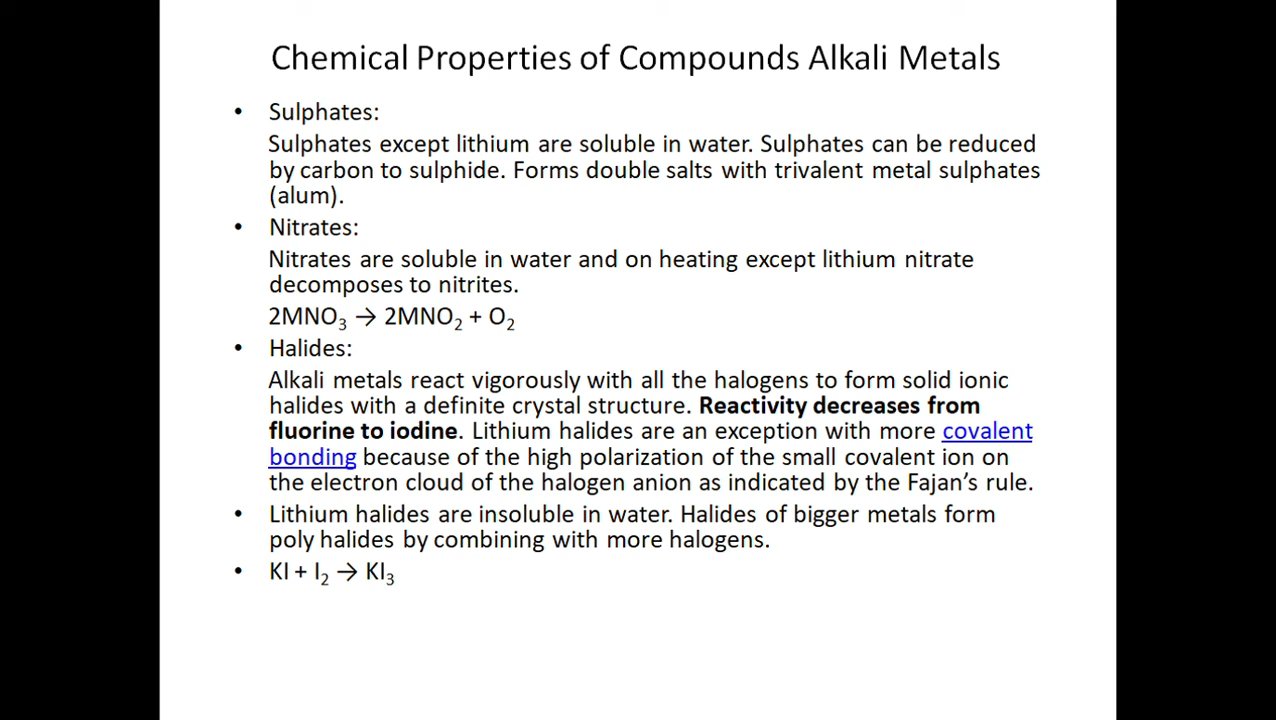 Chemical Properties of Compounds Alkali Metals
• Sulphates:
Sulphates except lithium are soluble in water. Sulphates can be reduced
by carbon to sulphide. Forms double salts with trivalent metal sulphates
(alum).
• Nitrates:
Nitrates are soluble in water and on heating except lithium nitrate
decomposes to nitrites.
2MNO₃ → 2MNO₂ + O₂
• Halides:
Alkali metals react vigorously with all the halogens to form solid ionic
halides with a definite crystal structure. Reactivity decreases from
fluorine to iodine. Lithium halides are an exception with more covalent
bonding because of the high polarization of the small covalent ion on
the electron cloud of the halogen anion as indicated by the Fajan’s rule.
• Lithium halides are insoluble in water. Halides of bigger metals form
poly halides by combining with more halogens.
• KI + I₂ → KI₃